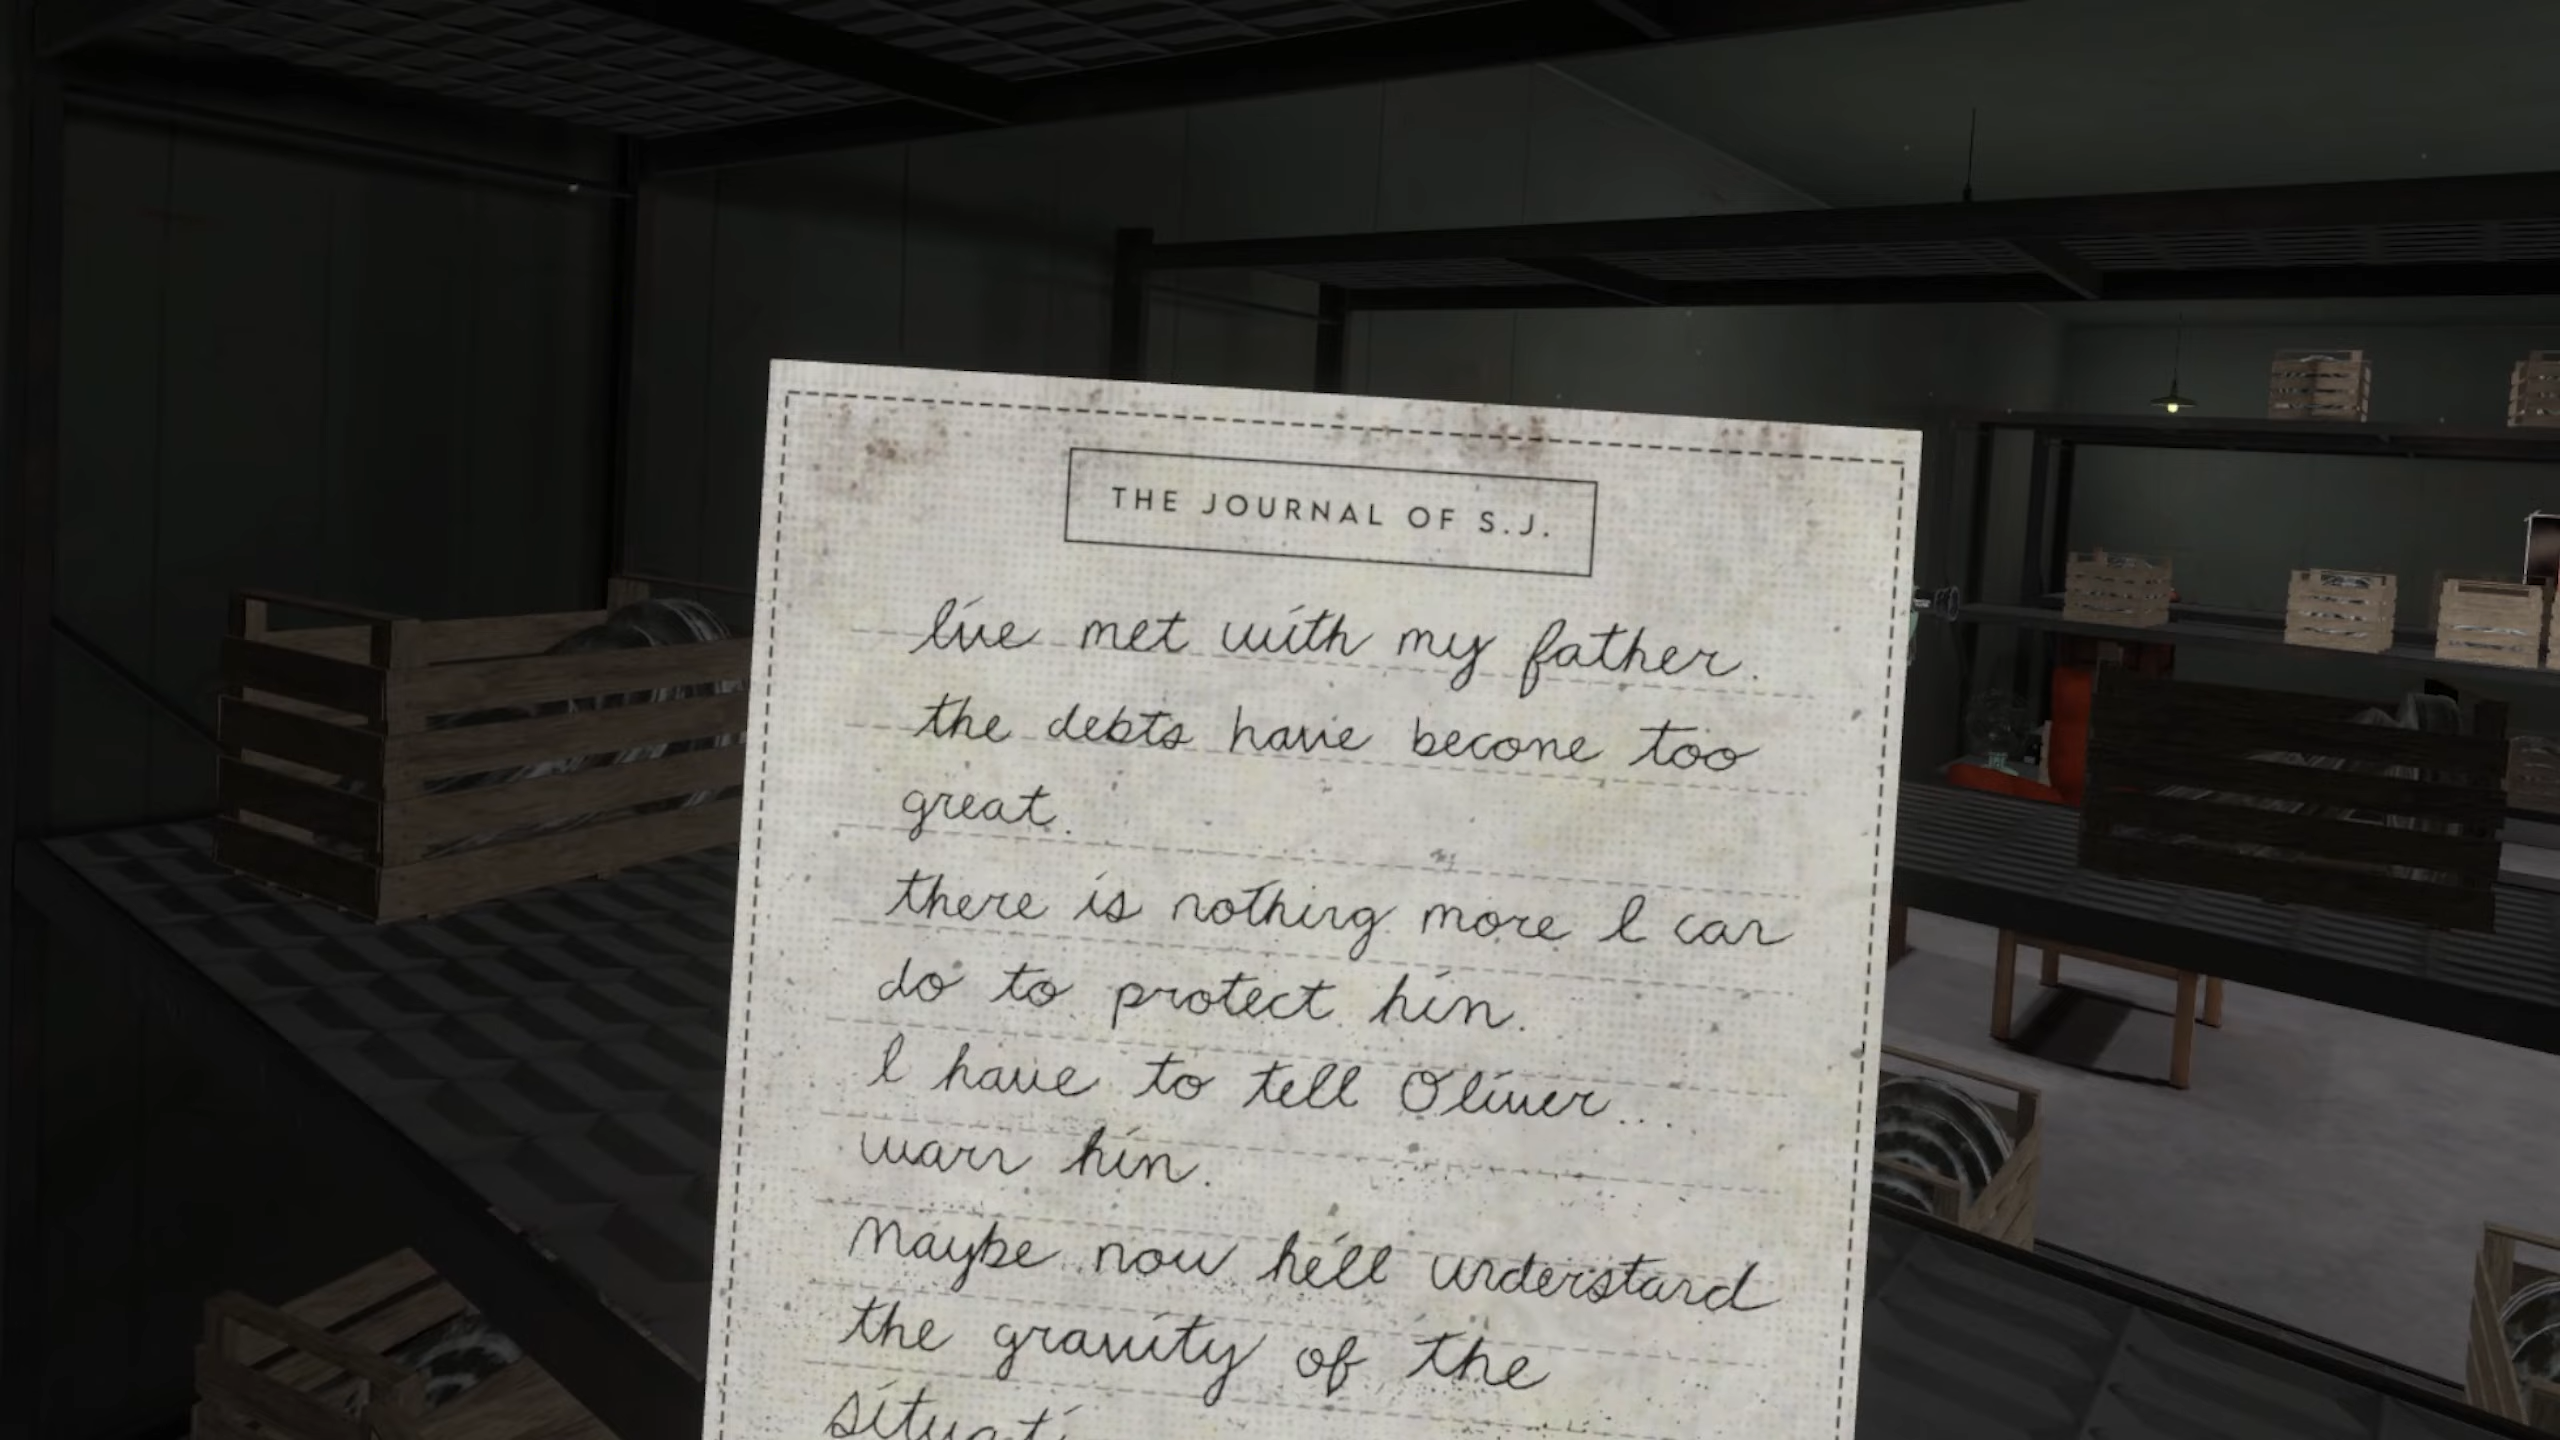 THE JOURNAL OF S.J.
I've met with my father.
the debts have become too
great.
there is nothing more I can
do to protect him.
I have to tell Oliver....
warn him.
Maybe now he'll understand
the gravity of the
situati